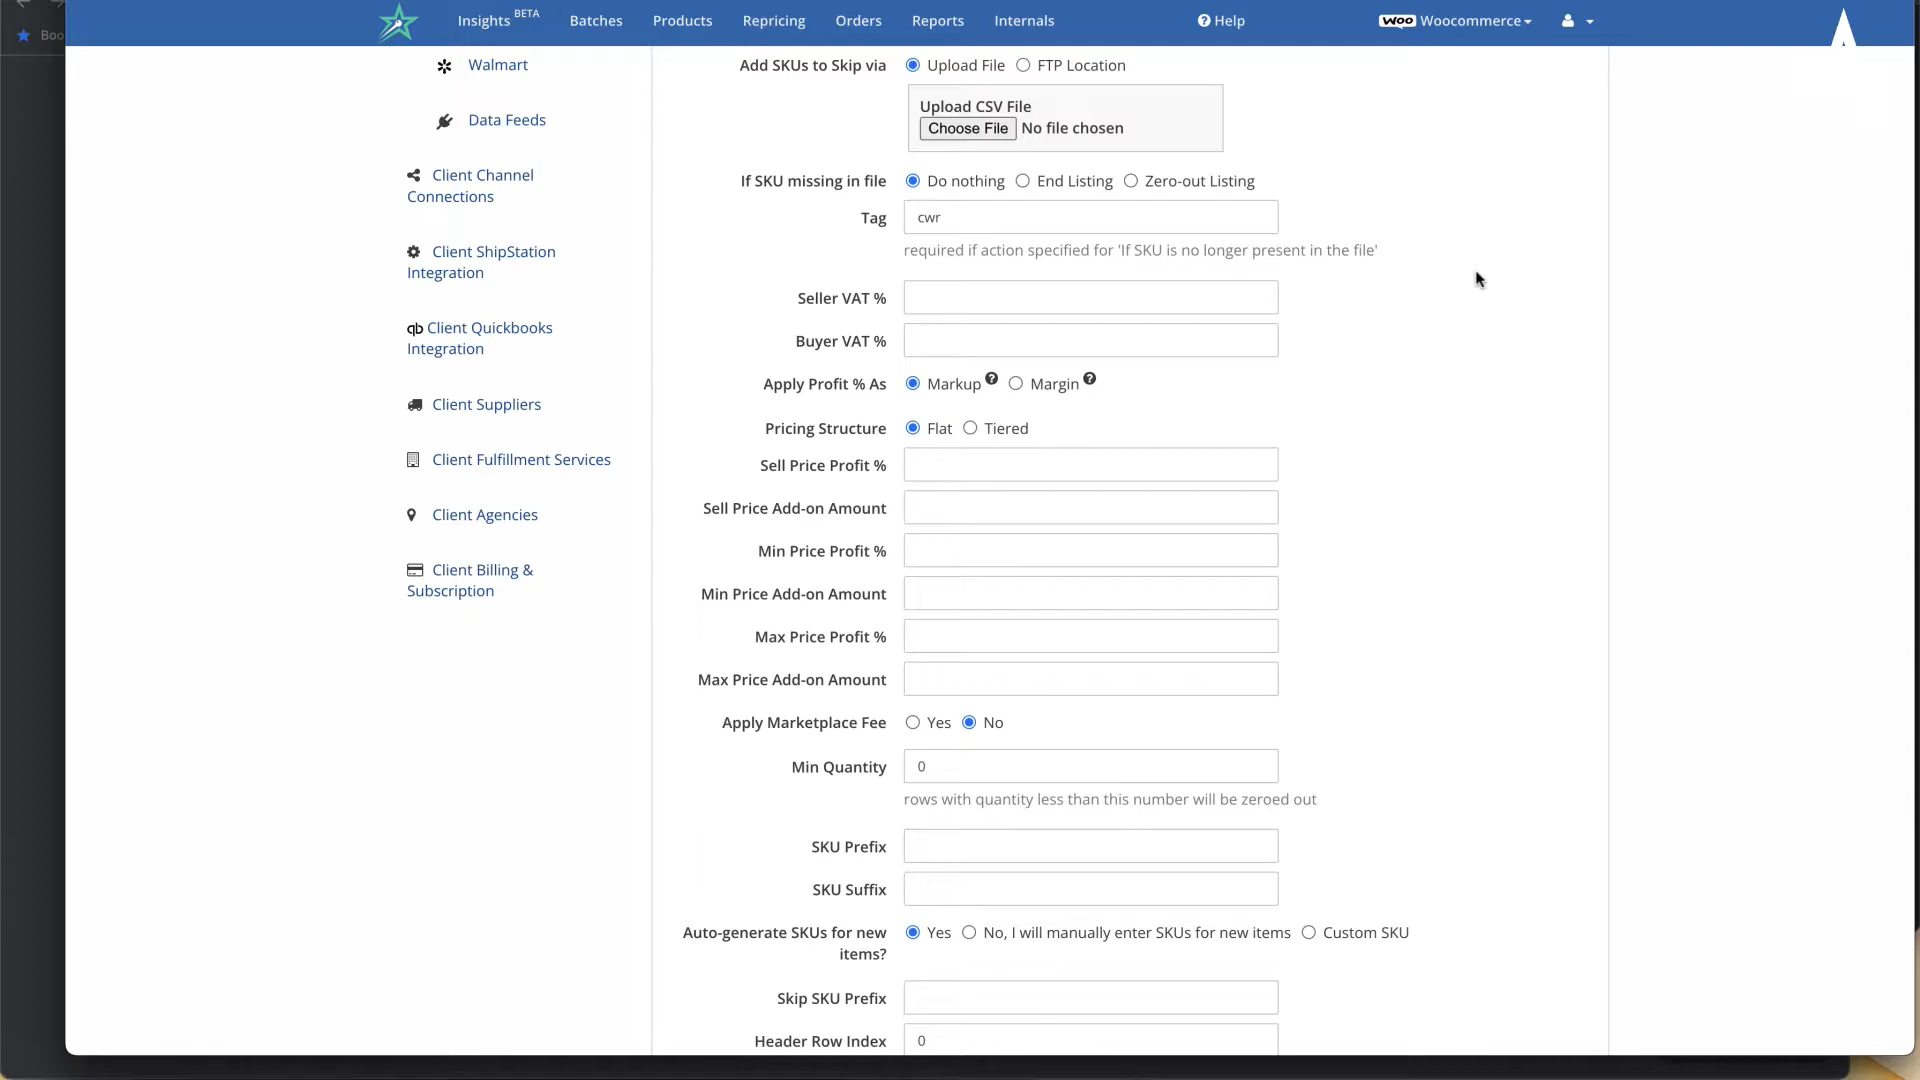 Boo
Insights BETA Batches Products Repricing Orders Reports Internals Help Woo Woocommerce
Walmart
Data Feeds
Client Channel
Connections
Client ShipStation
Integration
qb Client Quickbooks
Integration
Client Suppliers
Client Fulfillment Services
Client Agencies
Client Billing &
Subscription
Add SKUs to Skip via Upload File FTP Location
Upload CSV File
Choose File No file chosen
If SKU missing in file Do nothing End Listing Zero-out Listing
Tag cwr
required if action specified for 'If SKU is no longer present in the file'
Seller VAT %
Buyer VAT %
Apply Profit % As Markup ? Margin ?
Pricing Structure Flat Tiered
Sell Price Profit %
Sell Price Add-on Amount
Min Price Profit %
Min Price Add-on Amount
Max Price Profit %
Max Price Add-on Amount
Apply Marketplace Fee Yes No
Min Quantity 0
rows with quantity less than this number will be zeroed out
SKU Prefix
SKU Suffix
Auto-generate SKUs for new Yes No, I will manually enter SKUs for new items Custom SKU
items?
Skip SKU Prefix
Header Row Index 0